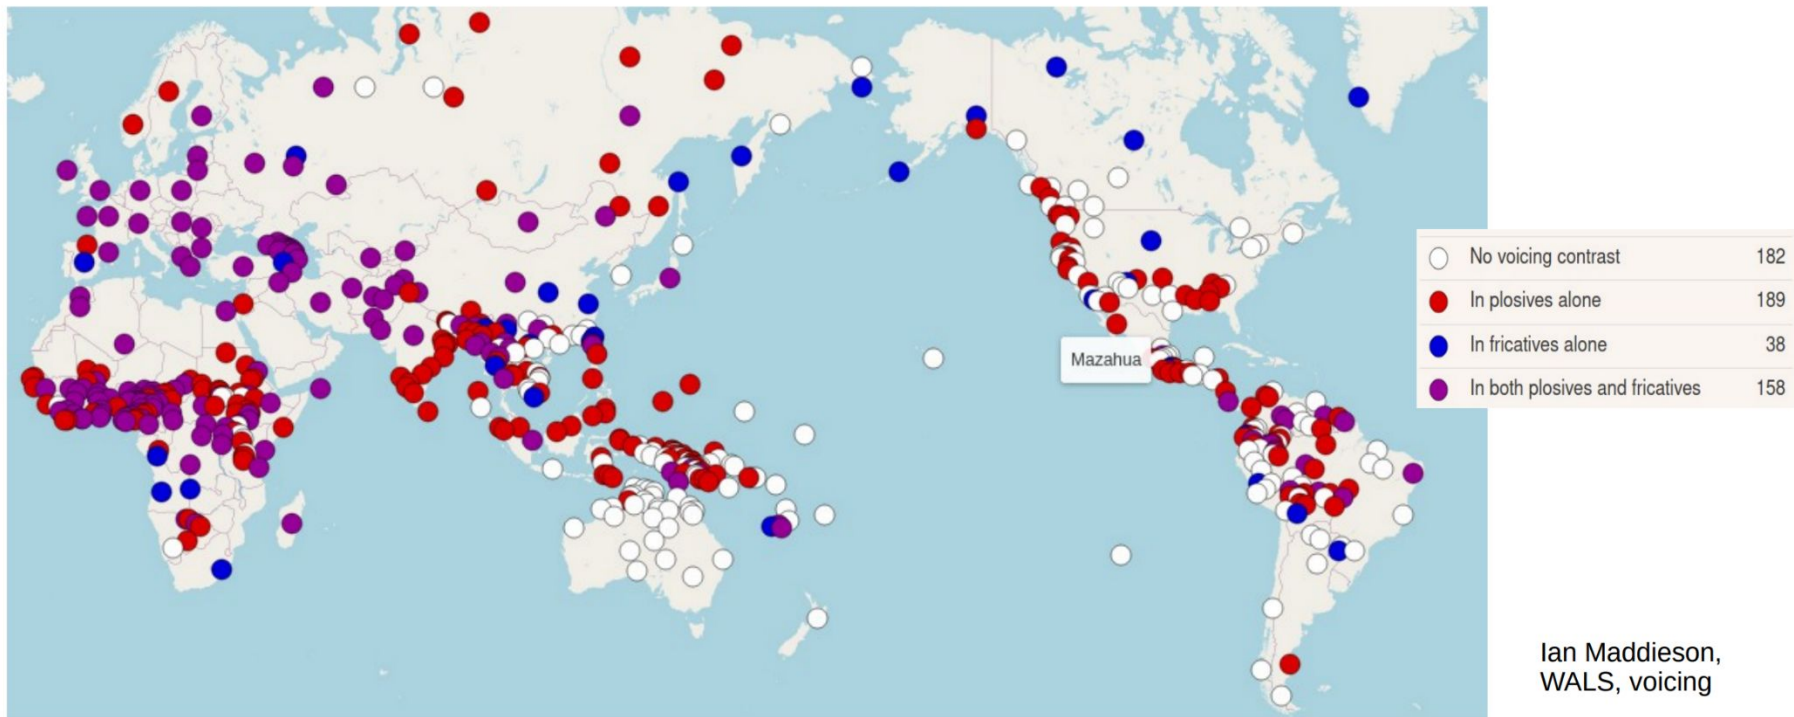 No voicing contrast 182
In plosives alone 189
In fricatives alone 38
In both plosives and fricatives 158
Mazahua
Ian Maddieson,
WALS, voicing